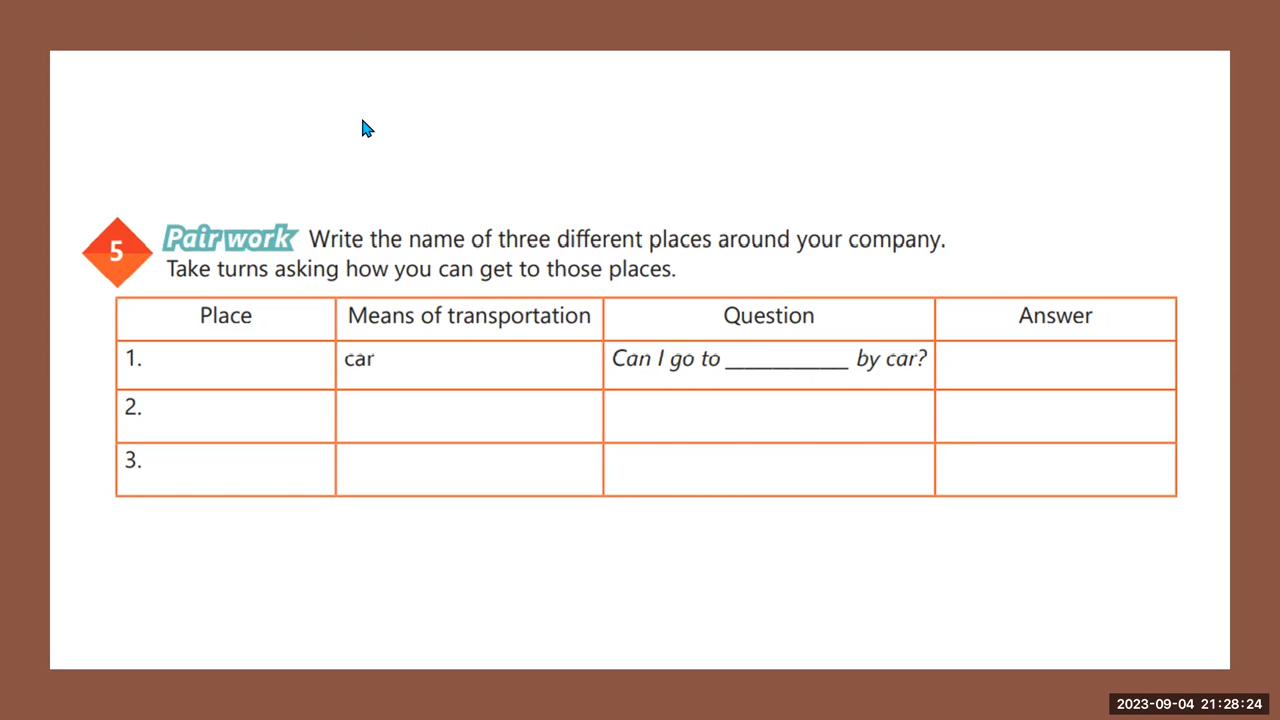 5 Pair work Write the name of three different places around your company.
Take turns asking how you can get to those places.
Place Means of transportation Question Answer
1. car Can I go to ____________ by car?
2.
3.
2023-09-04 21:28:24